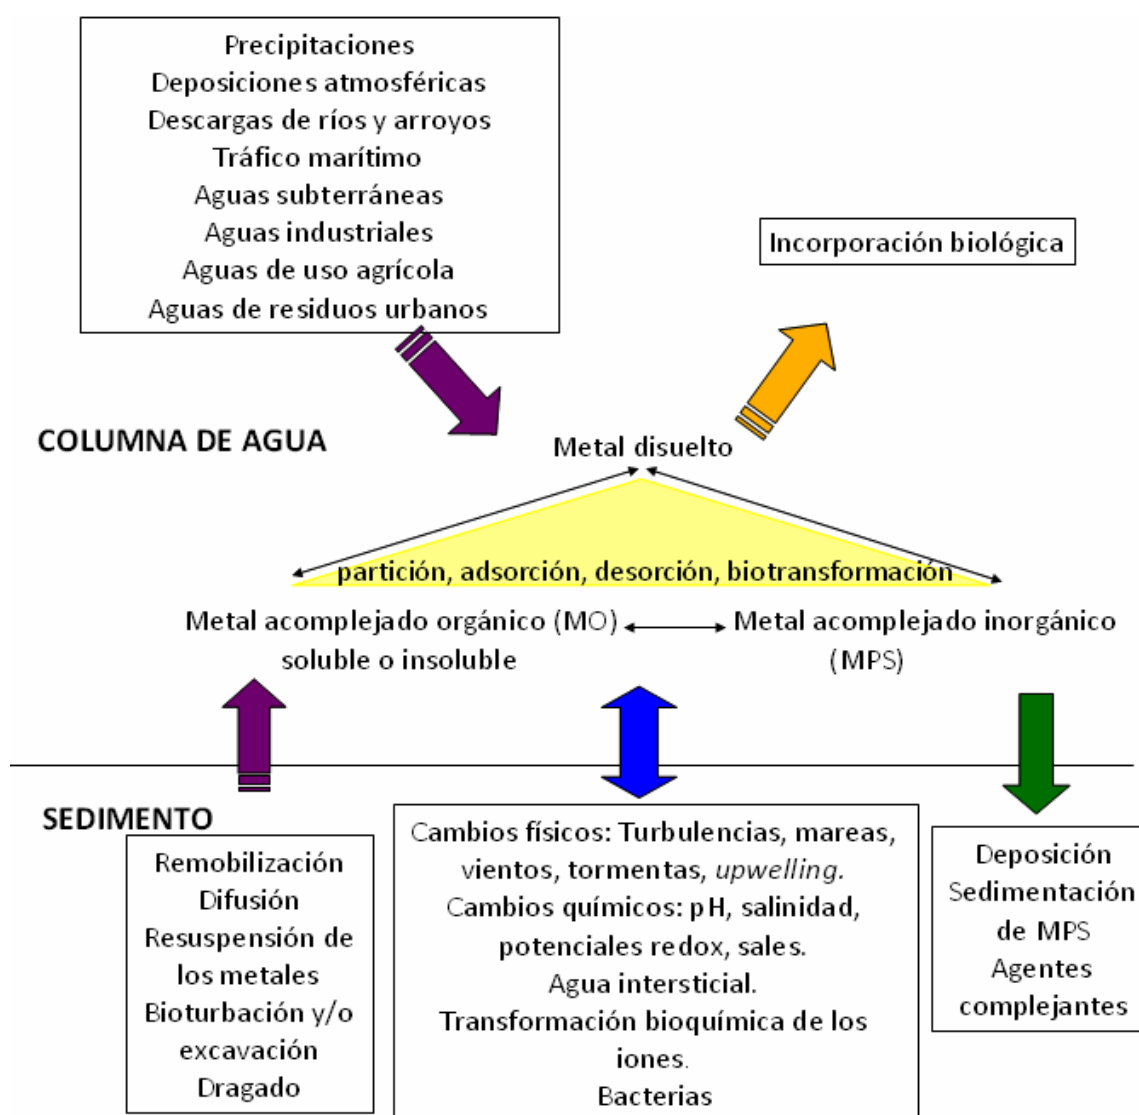 Precipitaciones
Deposiciones atmosféricas
Descargas de ríos y arroyos
Tráfico marítimo
Aguas subterráneas
Aguas industriales
Aguas de uso agrícola
Aguas de residuos urbanos
Incorporación biológica
COLUMNA DE AGUA
Metal disuelto
partición, adsorción, desorción, biotransformación
Metal acomplejado orgánico (MO)
soluble o insoluble
Metal acomplejado inorgánico
(MPS)
SEDIMENTO
Remobilización
Difusión
Resuspensión de
los metales
Bioturbación y/o
excavación
Dragado
Cambios físicos: Turbulencias, mareas,
vientos, tormentas, upwelling.
Cambios químicos: pH, salinidad,
potenciales redox, sales.
Agua intersticial.
Transformación bioquímica de los
iones.
Bacterias
Deposición
Sedimentación
de MPS
Agentes
complejantes